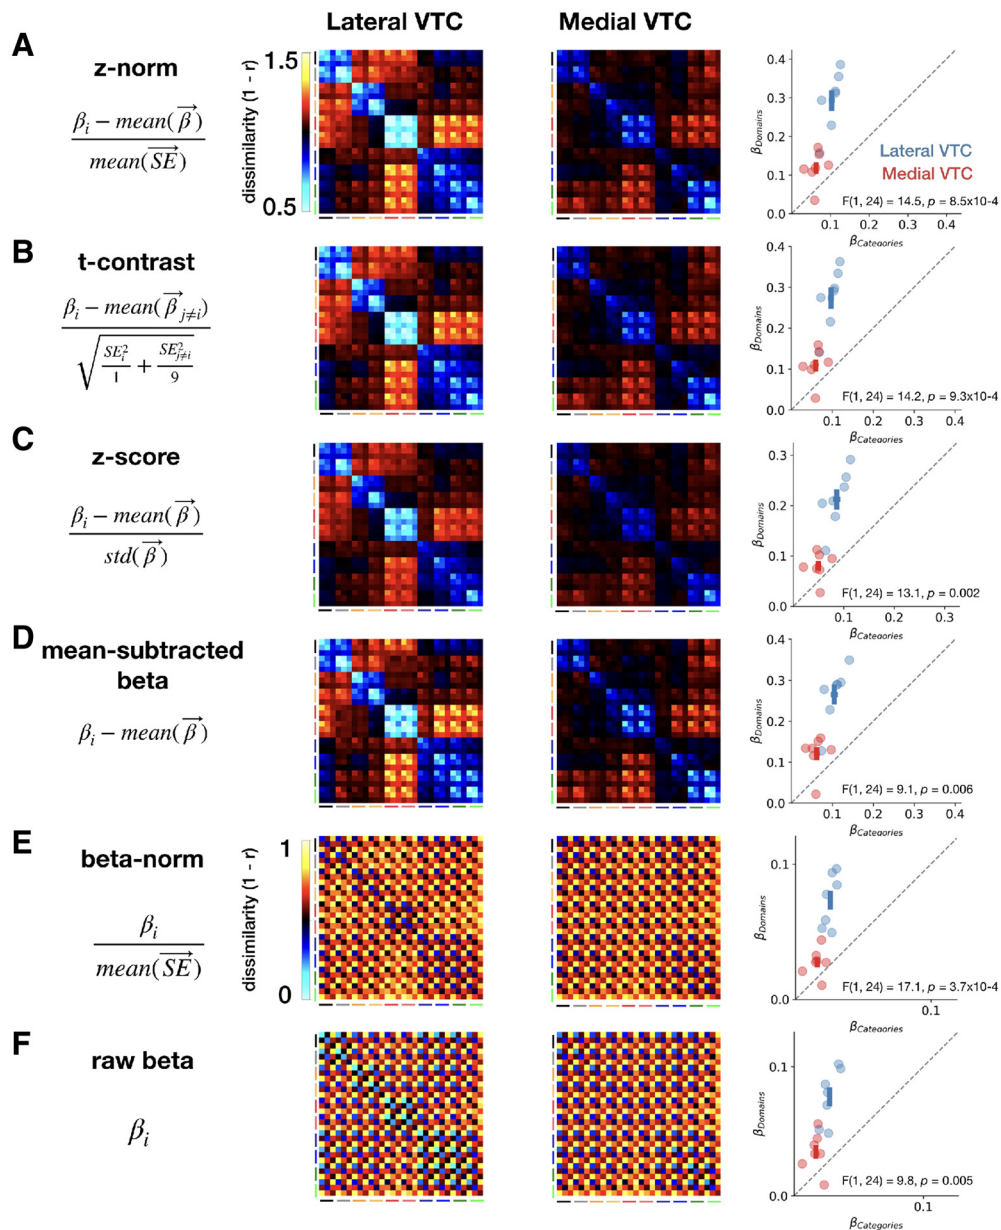 Lateral VTC
Medial VTC
A
z-norm
βi − mean(β⃗)
mean(SE⃗)
dissimilarity (1 - r)
1.5
0.5
βDomains
0.4
0.3
0.2
0.1
0.0
Lateral VTC
Medial VTC
F(1, 24) = 14.5, p = 8.5x10-4
0.1 0.2 0.3 0.4
βCategories
B
t-contrast
βi − mean(β⃗j≠i)
√ SEi² / 1 + SE²j≠i / 9
βDomains
0.4
0.3
0.2
0.1
0.0
F(1, 24) = 14.2, p = 9.3x10-4
0.1 0.2 0.3 0.4
βCategories
C
z-score
βi − mean(β⃗)
std(β⃗)
βDomains
0.3
0.2
0.1
0.0
F(1, 24) = 13.1, p = 0.002
0.1 0.2 0.3
βCategories
D
mean-subtracted
beta
βi − mean(β⃗)
βDomains
0.4
0.3
0.2
0.1
0.0
F(1, 24) = 9.1, p = 0.006
0.1 0.2 0.3 0.4
βCategories
E
beta-norm
βi
mean(SE⃗)
dissimilarity (1 - r)
1
0
βDomains
0.1
0.0
F(1, 24) = 17.1, p = 3.7x10-4
0.1
βCategories
F
raw beta
βi
βDomains
0.1
0.0
F(1, 24) = 9.8, p = 0.005
0.1
βCategories